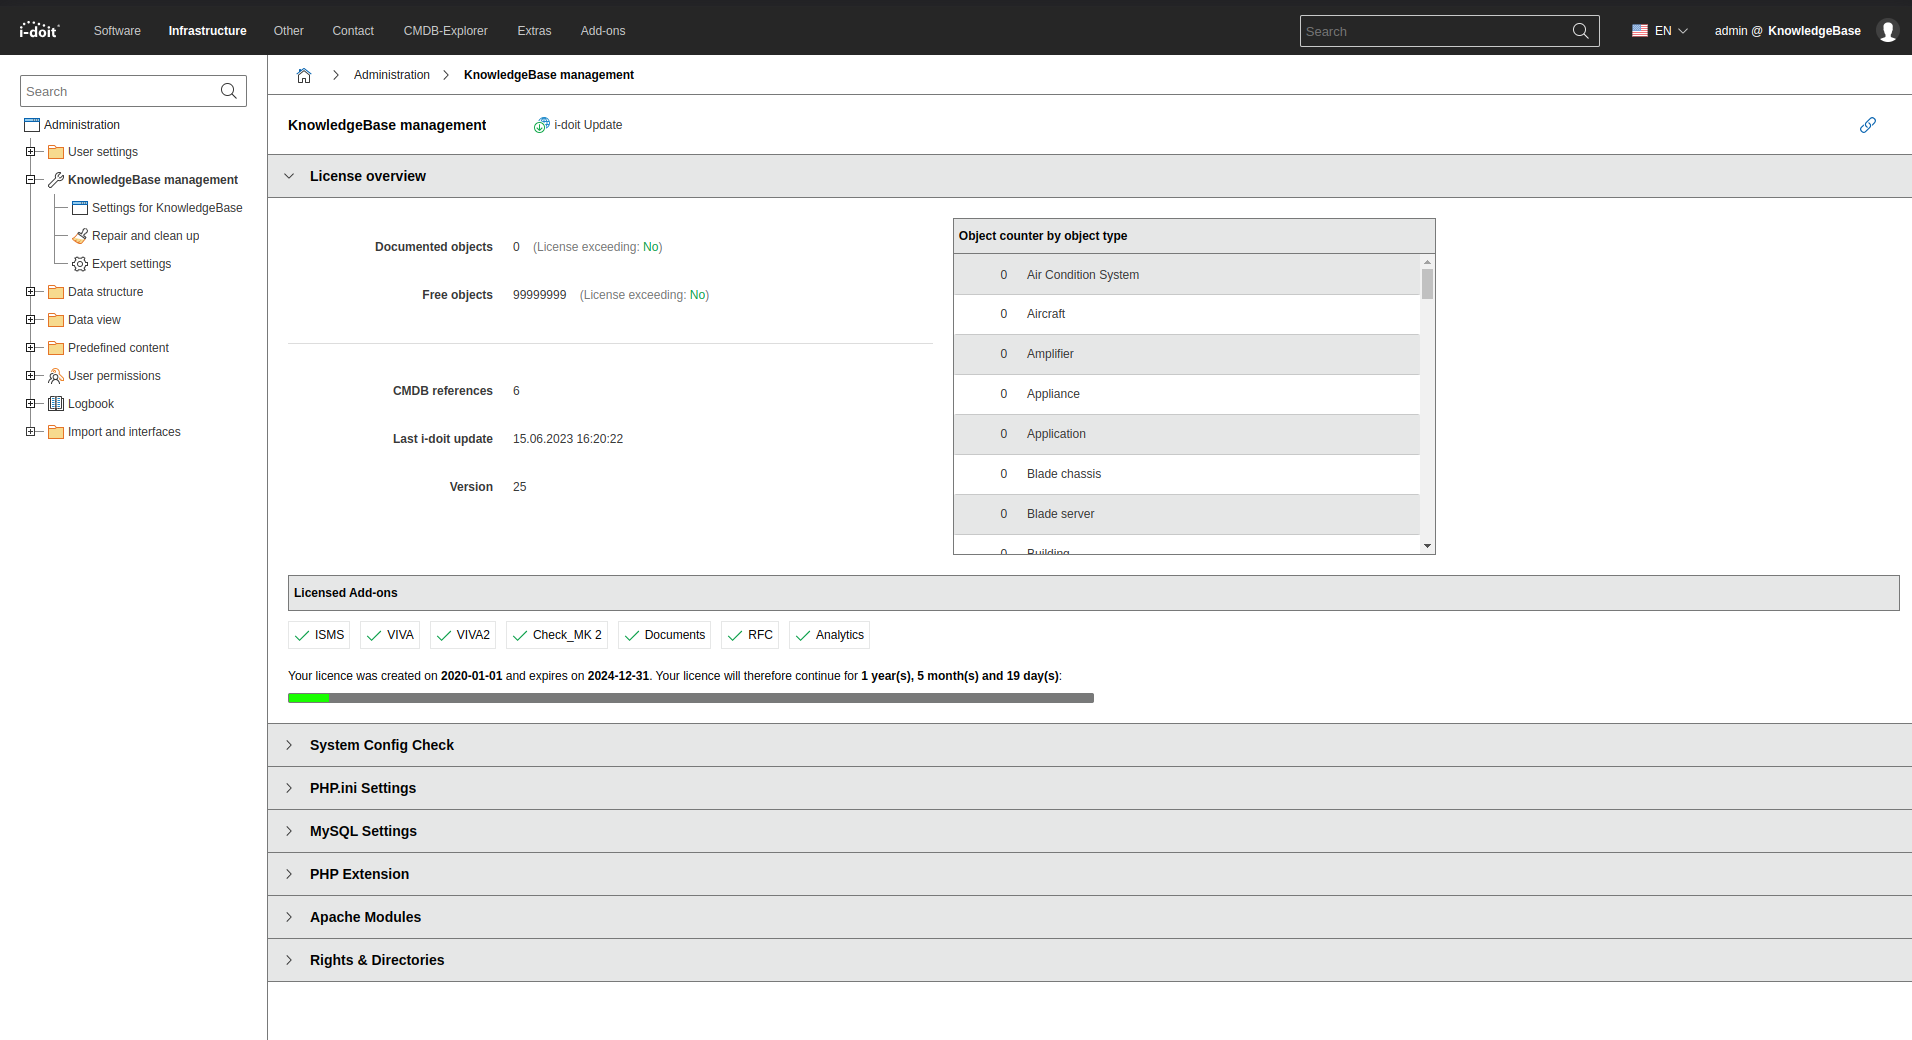 i-doit Software Infrastructure Other Contact CMDB-Explorer Extras Add-ons Search EN admin @ KnowledgeBase
Search
Administration
User settings
KnowledgeBase management
Settings for KnowledgeBase
Repair and clean up
Expert settings
Data structure
Data view
Predefined content
User permissions
Logbook
Import and interfaces
Administration KnowledgeBase management
KnowledgeBase management i-doit Update
License overview
Documented objects 0 (License exceeding: No)
Free objects 99999999 (License exceeding: No)
CMDB references 6
Last i-doit update 15.06.2023 16:20:22
Version 25
Object counter by object type
0 Air Condition System
0 Aircraft
0 Amplifier
0 Appliance
0 Application
0 Blade chassis
0 Blade server
0 Building
Licensed Add-ons
ISMS VIVA VIVA2 Check_MK 2 Documents RFC Analytics
Your licence was created on 2020-01-01 and expires on 2024-12-31. Your licence will therefore continue for 1 year(s), 5 month(s) and 19 day(s):
System Config Check
PHP.ini Settings
MySQL Settings
PHP Extension
Apache Modules
Rights & Directories